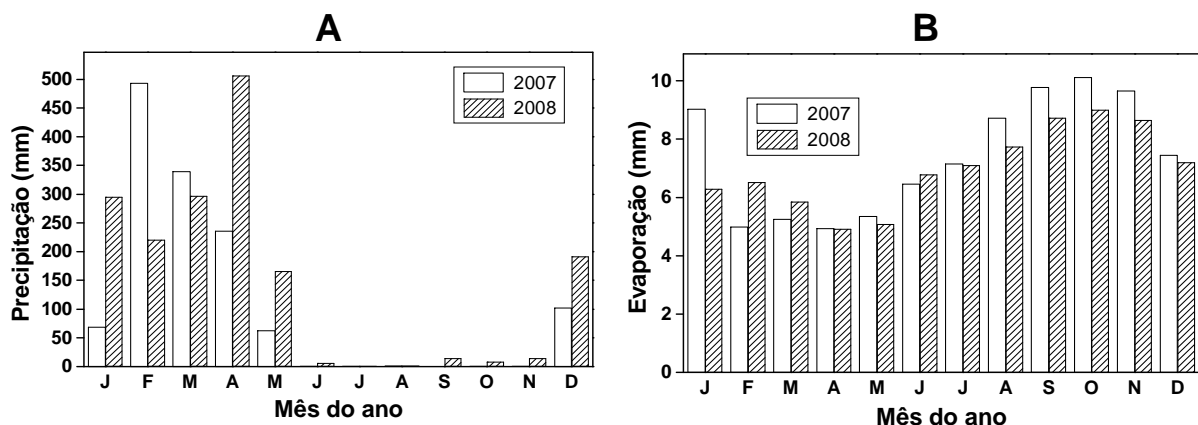 A
Precipitação (mm)
500
450
400
350
300
250
200
150
100
50
0
2007
2008
J F M A M J J A S O N D
Mês do ano
B
Evaporação (mm)
10
8
6
4
2
0
2007
2008
J F M A M J J A S O N D
Mês do ano